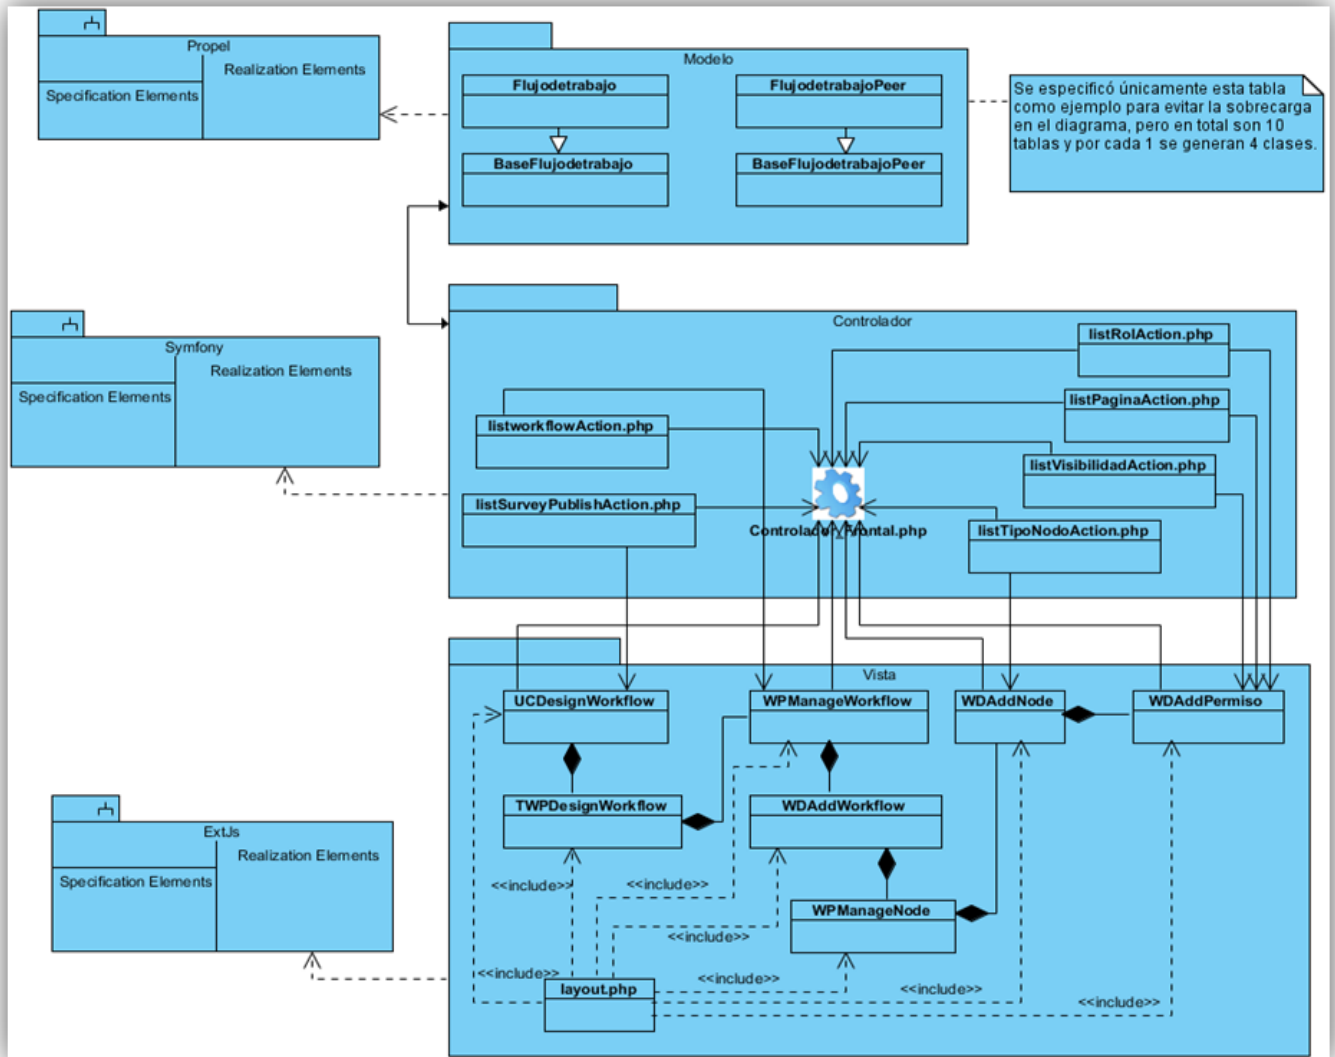 Propel
Realization Elements
Specification Elements
Modelo
Flujodetrabajo
FlujodetrabajoPeer
BaseFlujodetrabajo
BaseFlujodetrabajoPeer
Se especificó únicamente esta tabla
como ejemplo para evitar la sobrecarga
en el diagrama, pero en total son 10
tablas y por cada 1 se generan 4 clases.
Symfony
Realization Elements
Specification Elements
Controlador
listRolAction.php
listPaginaAction.php
listworkflowAction.php
listVisibilidadAction.php
listSurveyPublishAction.php
Controlador_Frontal.php
listTipoNodoAction.php
Vista
UCDesignWorkflow
WPManageWorkflow
WDAddNode
WDAddPermiso
TWPDesignWorkflow
WDAddWorkflow
ExtJs
Realization Elements
Specification Elements
<<include>>
<<include>>
WPManageNode
<<include>>
<<include>>
<<include>>
<<include>>
<<include>>
layout.php